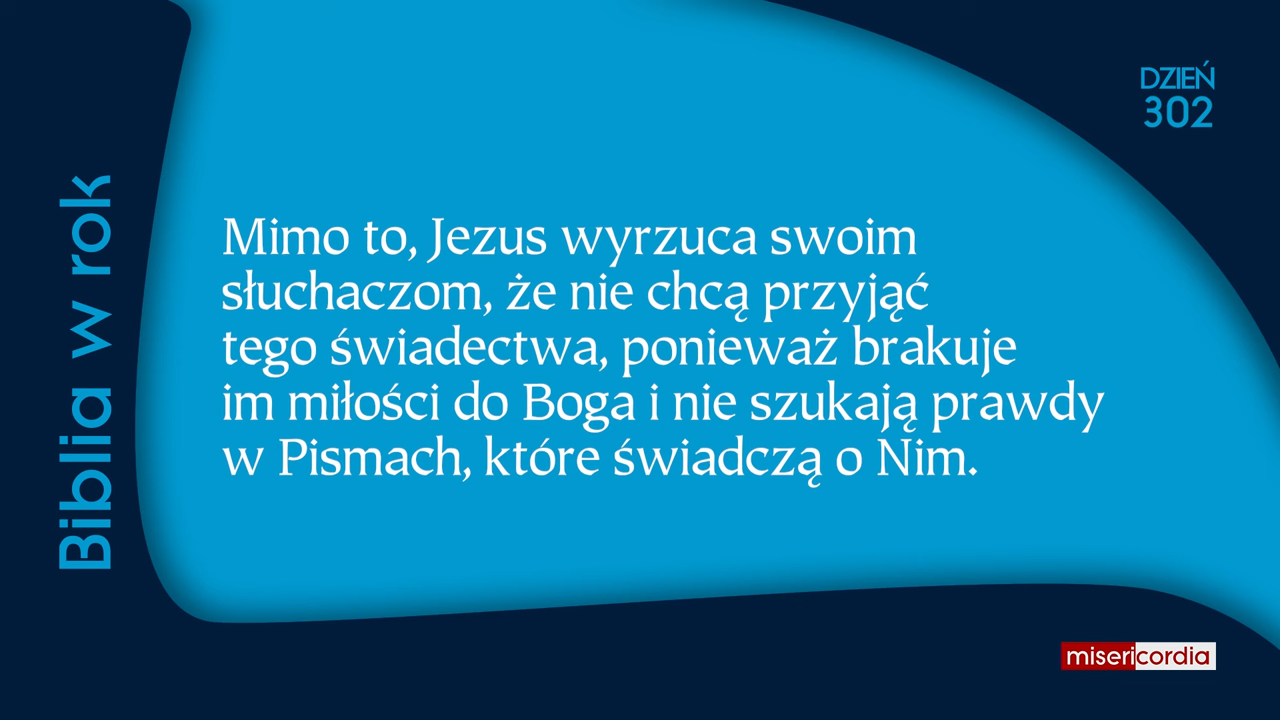 Biblia w rok
DZIEŃ
302
Mimo to, Jezus wyrzuca swoim
słuchaczom, że nie chcą przyjąć
tego świadectwa, ponieważ brakuje
im miłości do Boga i nie szukają prawdy
w Pismach, które świadczą o Nim.
misericordia